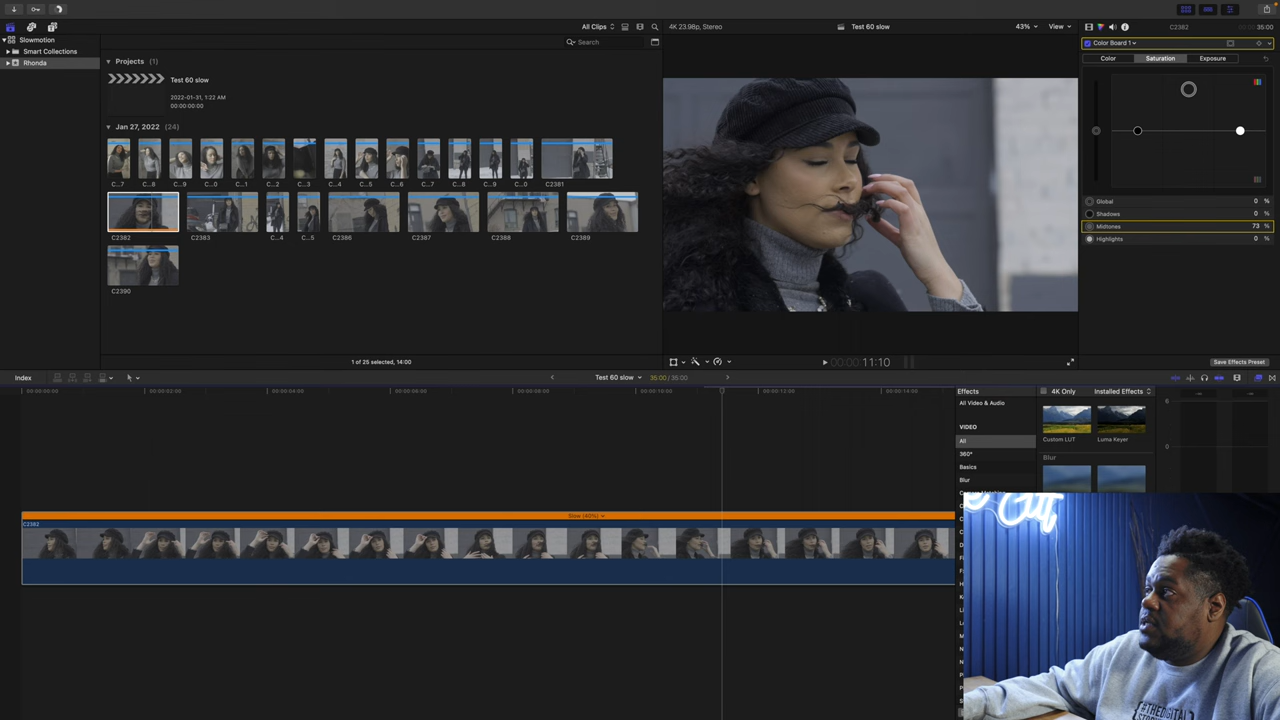 All Clips
4K 23.98p, Stereo
Test 60 slow
43%
View
C2382
35:00
Slowmotion
Smart Collections
Rhonda
Search
Projects (1)
Test 60 slow
2022-01-31, 1:22 AM
00:00:00:00
Jan 27, 2022 (24)
C...7
C...8
C...9
C...0
C...1
C...2
C...3
C...4
C...5
C...6
C...7
C...8
C...9
C...0
C2381
C2382
C2383
C...4
C...5
C2386
C2387
C2388
C2389
C2390
1 of 25 selected, 14:00
00:00:11:10
Color Board 1
Color
Saturation
Exposure
Global 0 %
Shadows 0 %
Midtones 73 %
Highlights 0 %
Save Effects Preset
Index
Test 60 slow
35:00 / 35:00
00:00:00:00
00:00:02:00
00:00:04:00
00:00:06:00
00:00:08:00
00:00:10:00
00:00:12:00
00:00:14:00
Slow (40%)
C2382
Effects
4K Only
Installed Effects
All Video & Audio
VIDEO
All
360°
Basics
Blur
Custom LUT
Luma Keyer
Blur
6
0
#THEDIGITAL